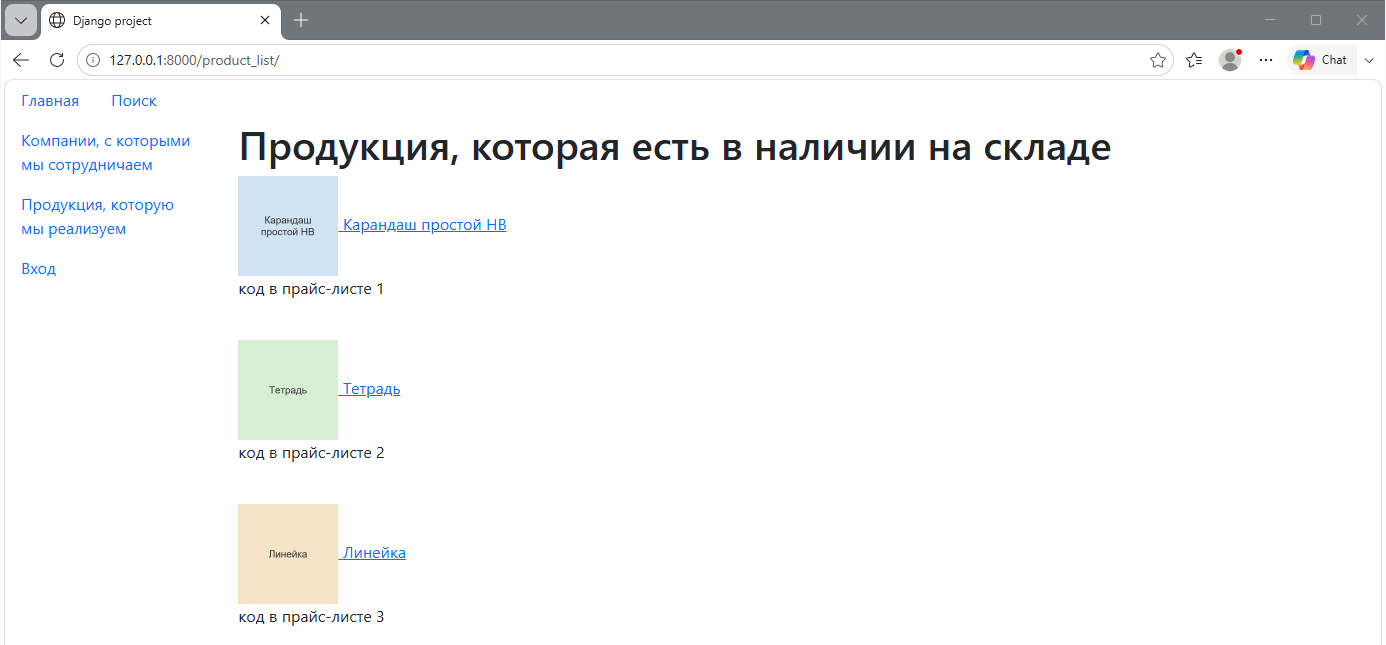 Django project
127.0.0.1:8000/product_list/
Chat
Главная Поиск
Компании, с которыми
мы сотрудничаем
Продукция, которую
мы реализуем
Вход
Продукция, которая есть в наличии на складе
Карандаш
простой HB
Карандаш простой HB
код в прайс-листе 1
Тетрадь
Тетрадь
код в прайс-листе 2
Линейка
Линейка
код в прайс-листе 3